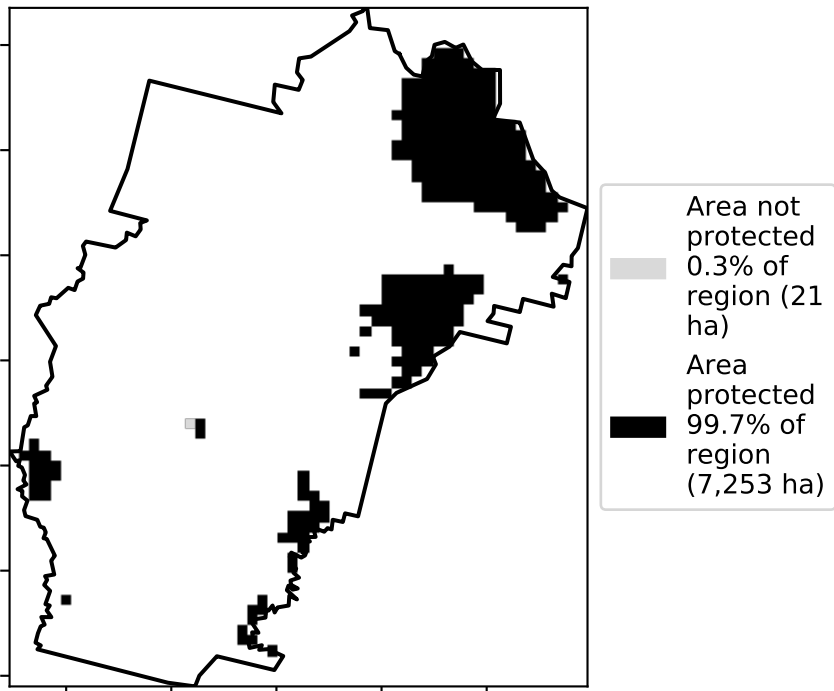 Area not
protected
0.3% of
region (21
ha)
Area
protected
99.7% of
region
(7,253 ha)